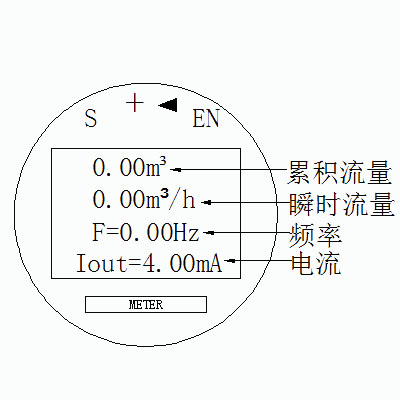 S + ◀ EN
0.00m³ 累积流量
0.00m³/h 瞬时流量
F=0.00Hz 频率
Iout=4.00mA 电流
METER